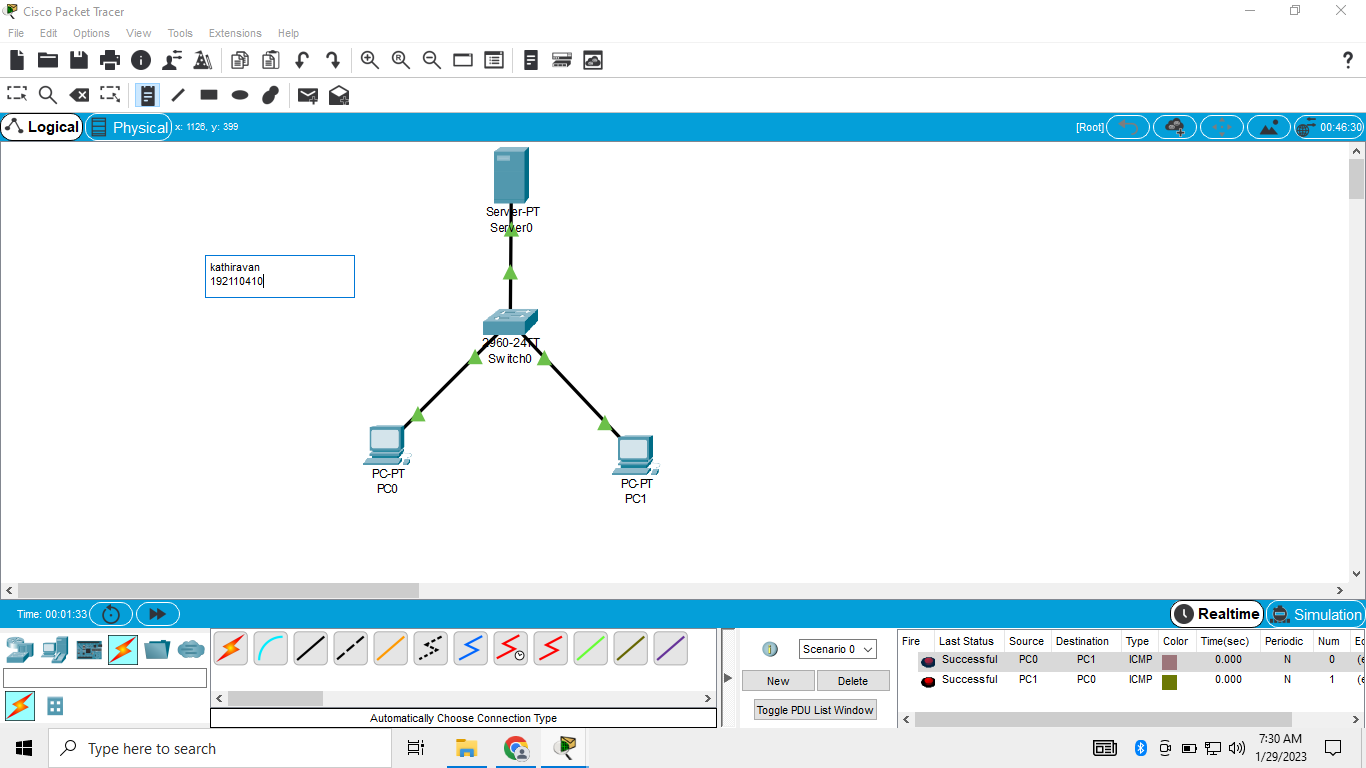 Cisco Packet Tracer
File Edit Options View Tools Extensions Help
Logical Physical x: 1126, y: 399 [Root] 00:46:30
Server-PT
Server0
kathiravan
192110410
2960-24TT
Switch0
PC-PT
PC0
PC-PT
PC1
Time: 00:01:33 Realtime Simulation
Scenario 0
New Delete
Toggle PDU List Window
Automatically Choose Connection Type
Fire Last Status Source Destination Type Color Time(sec) Periodic Num
Successful PC0 PC1 ICMP 0.000 N 0
Successful PC1 PC0 ICMP 0.000 N 1
Type here to search
7:30 AM
1/29/2023